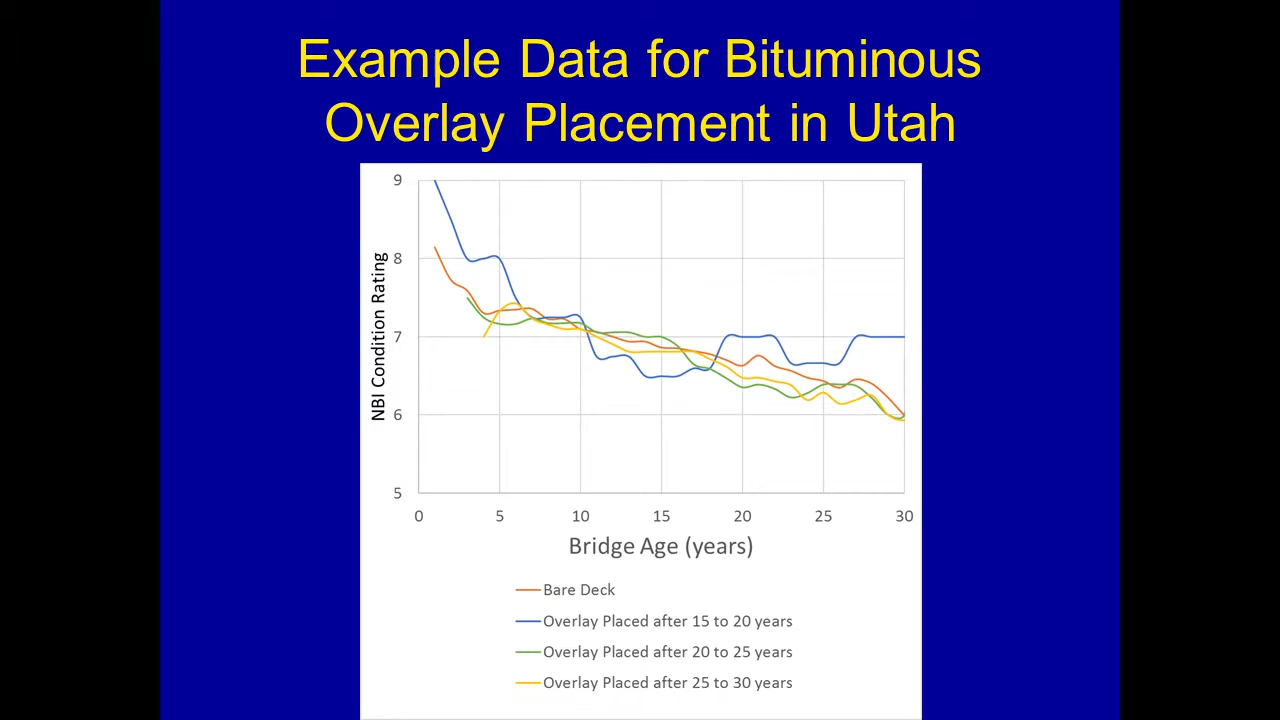 Example Data for Bituminous
Overlay Placement in Utah
9
8
7
6
5
NBI Condition Rating
0 5 10 15 20 25 30
Bridge Age (years)
Bare Deck
Overlay Placed after 15 to 20 years
Overlay Placed after 20 to 25 years
Overlay Placed after 25 to 30 years